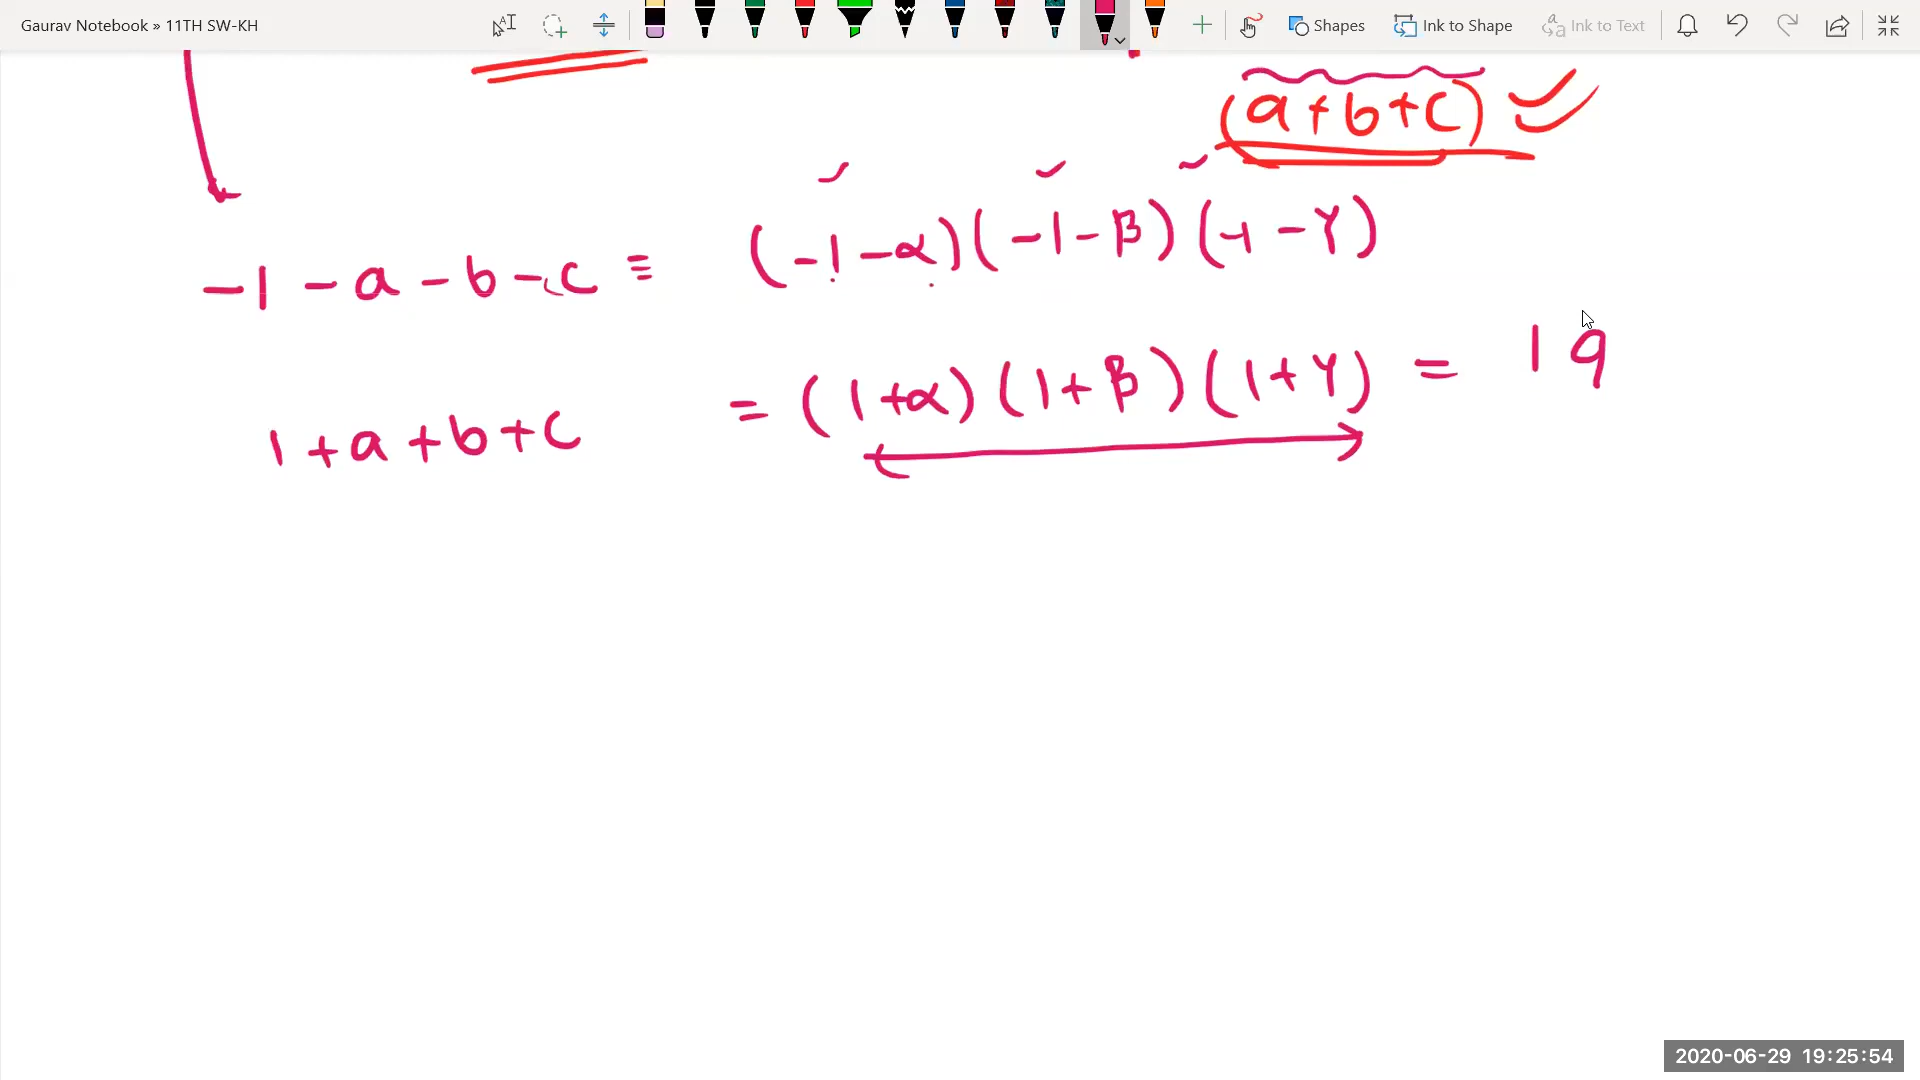 Gaurav Notebook » 11TH SW-KH
Shapes
Ink to Shape
Ink to Text
(a+b+c)
-1-a-b-c ≡ (-1-α)(-1-β)(-1-γ)
1+a+b+c = (1+α)(1+β)(1+γ) = 19
2020-06-29 19:25:54